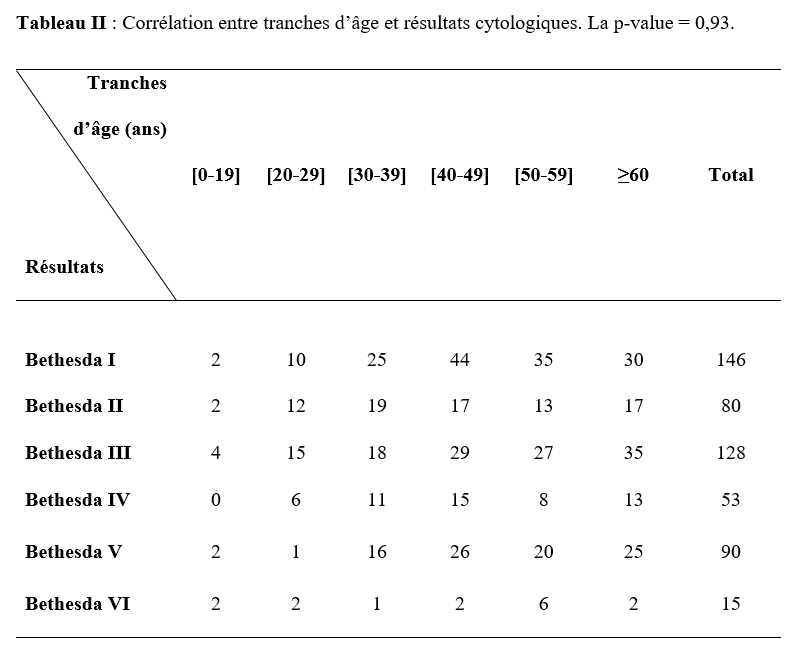 Tableau II : Corrélation entre tranches d’âge et résultats cytologiques. La p-value = 0,93.
Tranches
d’âge (ans)
[0-19] [20-29] [30-39] [40-49] [50-59] ≥60 Total
Résultats
Bethesda I 2 10 25 44 35 30 146
Bethesda II 2 12 19 17 13 17 80
Bethesda III 4 15 18 29 27 35 128
Bethesda IV 0 6 11 15 8 13 53
Bethesda V 2 1 16 26 20 25 90
Bethesda VI 2 2 1 2 6 2 15